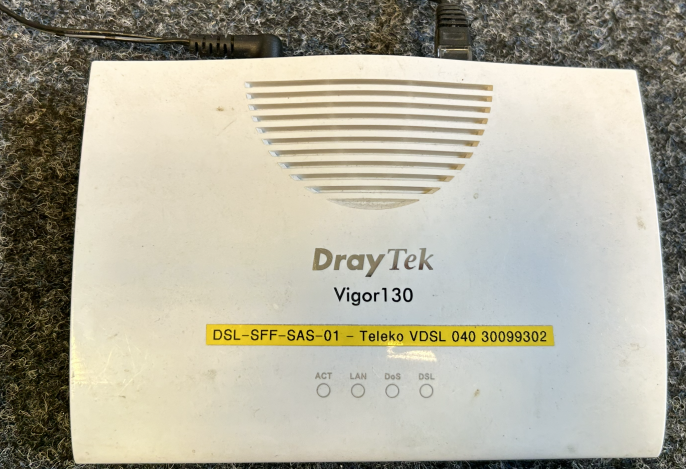 DrayTek
Vigor130
DSL-SFF-SAS-01 - Teleko VDSL 040 30099302
ACT LAN DoS DSL